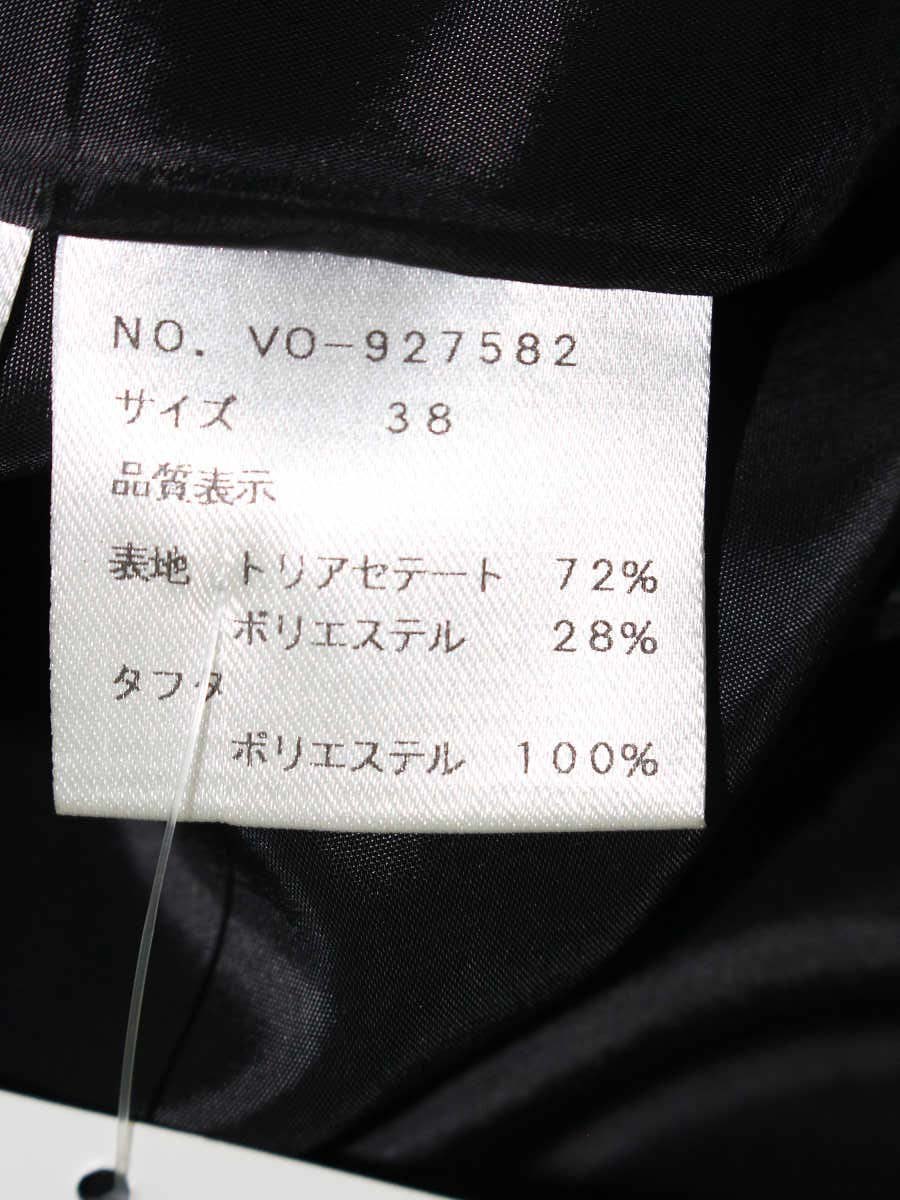 NO. VO-927582
サイズ 38
品質表示
表地 トリアセテート 72%
ポリエステル 28%
タフタ
ポリエステル 100%